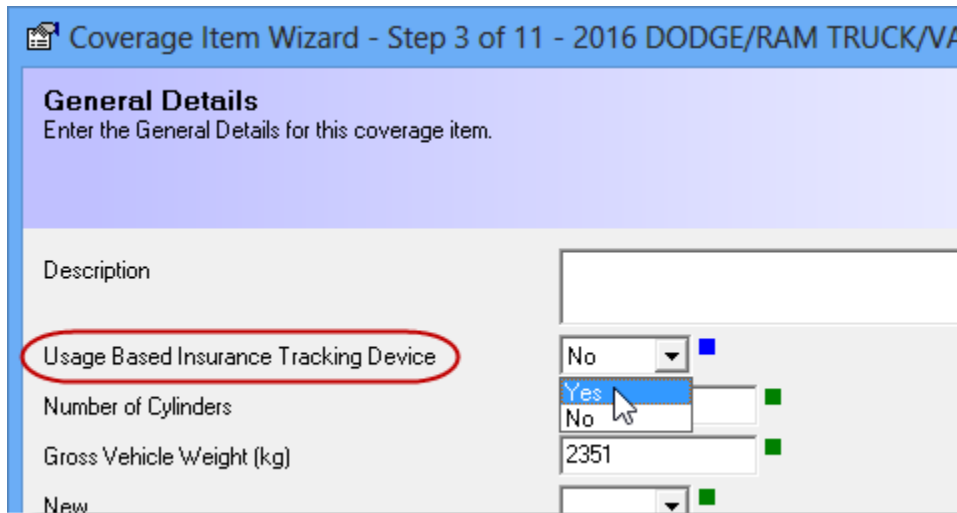 Coverage Item Wizard - Step 3 of 11 - 2016 DODGE/RAM TRUCK/VA
General Details
Enter the General Details for this coverage item.
Description
Usage Based Insurance Tracking Device
No
Yes
Number of Cylinders
No
Gross Vehicle Weight (kg)
2351
New